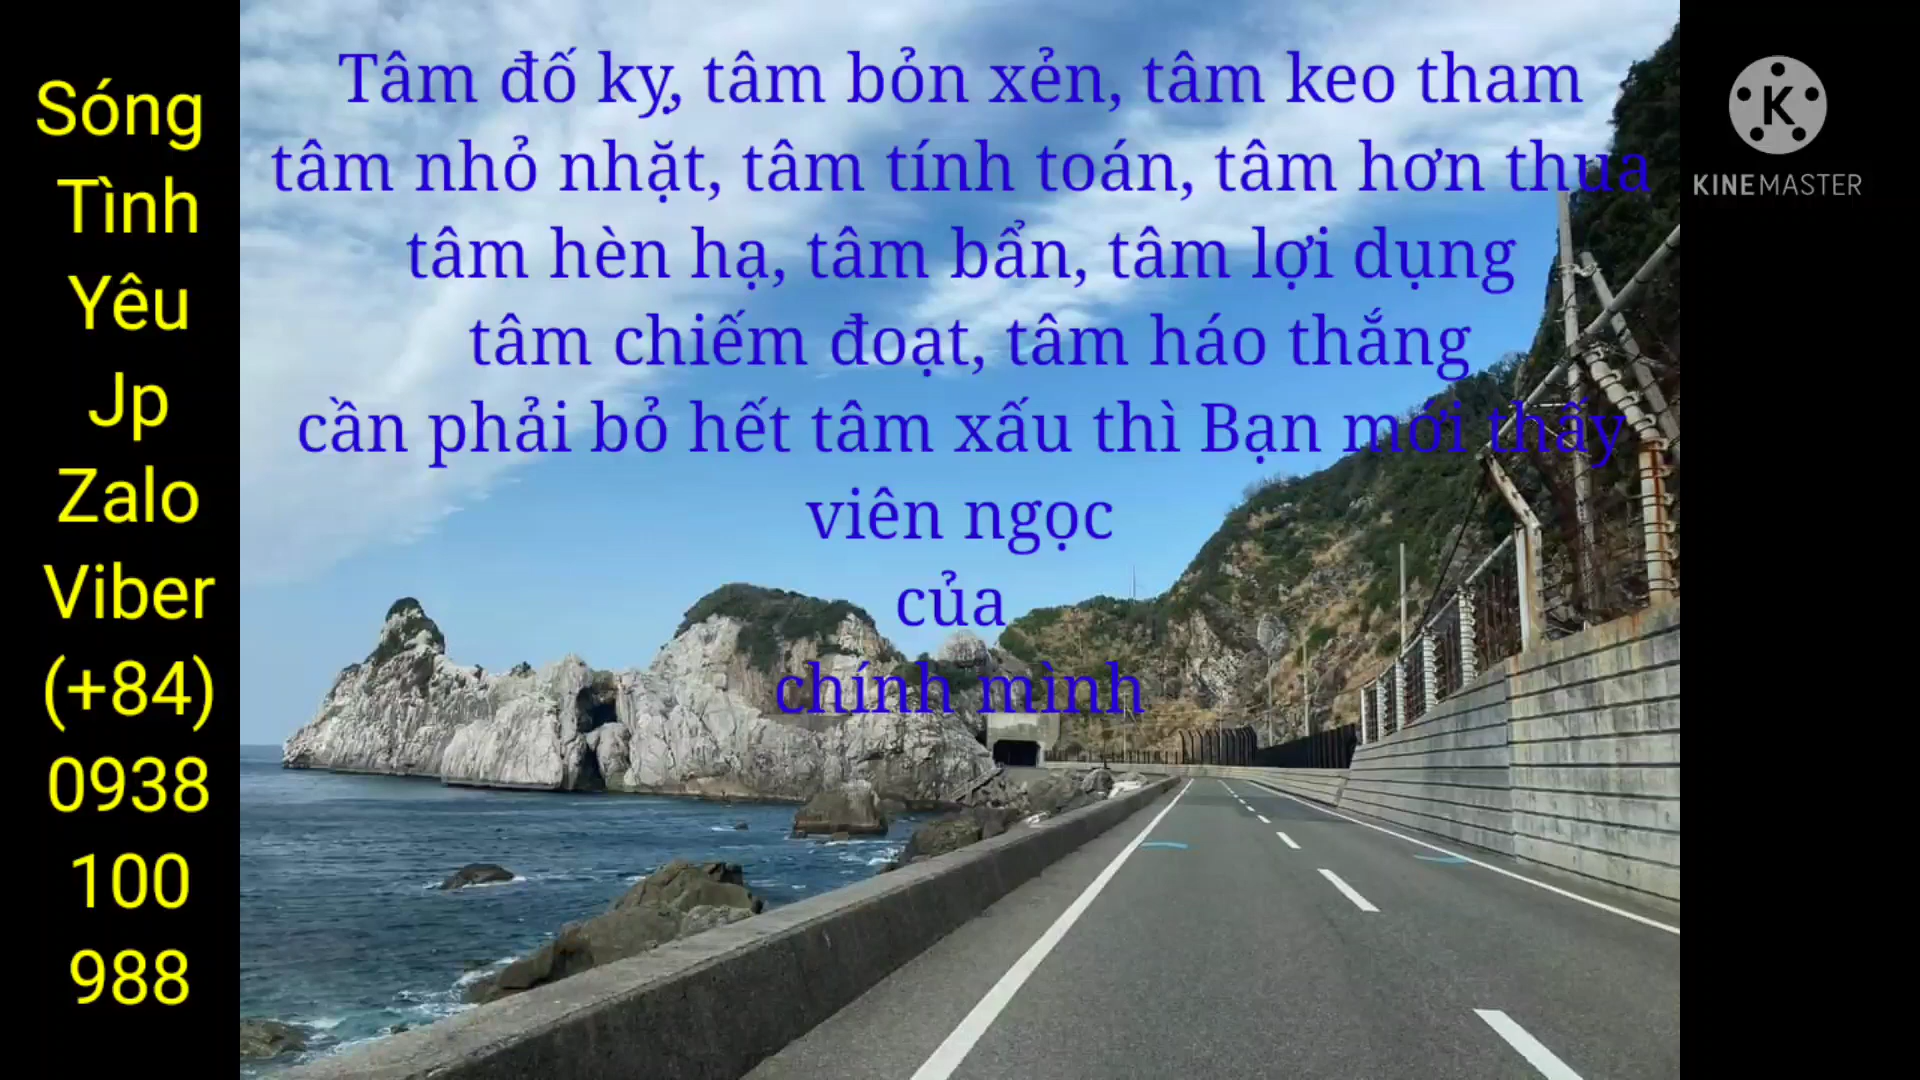 Sóng
Tình
Yêu
Jp
Zalo
Viber
(+84)
0938
100
988
Tâm đố kỵ, tâm bỏn xẻn, tâm keo tham
tâm nhỏ nhặt, tâm tính toán, tâm hơn thua
tâm hèn hạ, tâm bẩn, tâm lợi dụng
tâm chiếm đoạt, tâm háo thắng
cần phải bỏ hết tâm xấu thì Bạn mới thấy
viên ngọc
của
chính mình
K
KINEMASTER